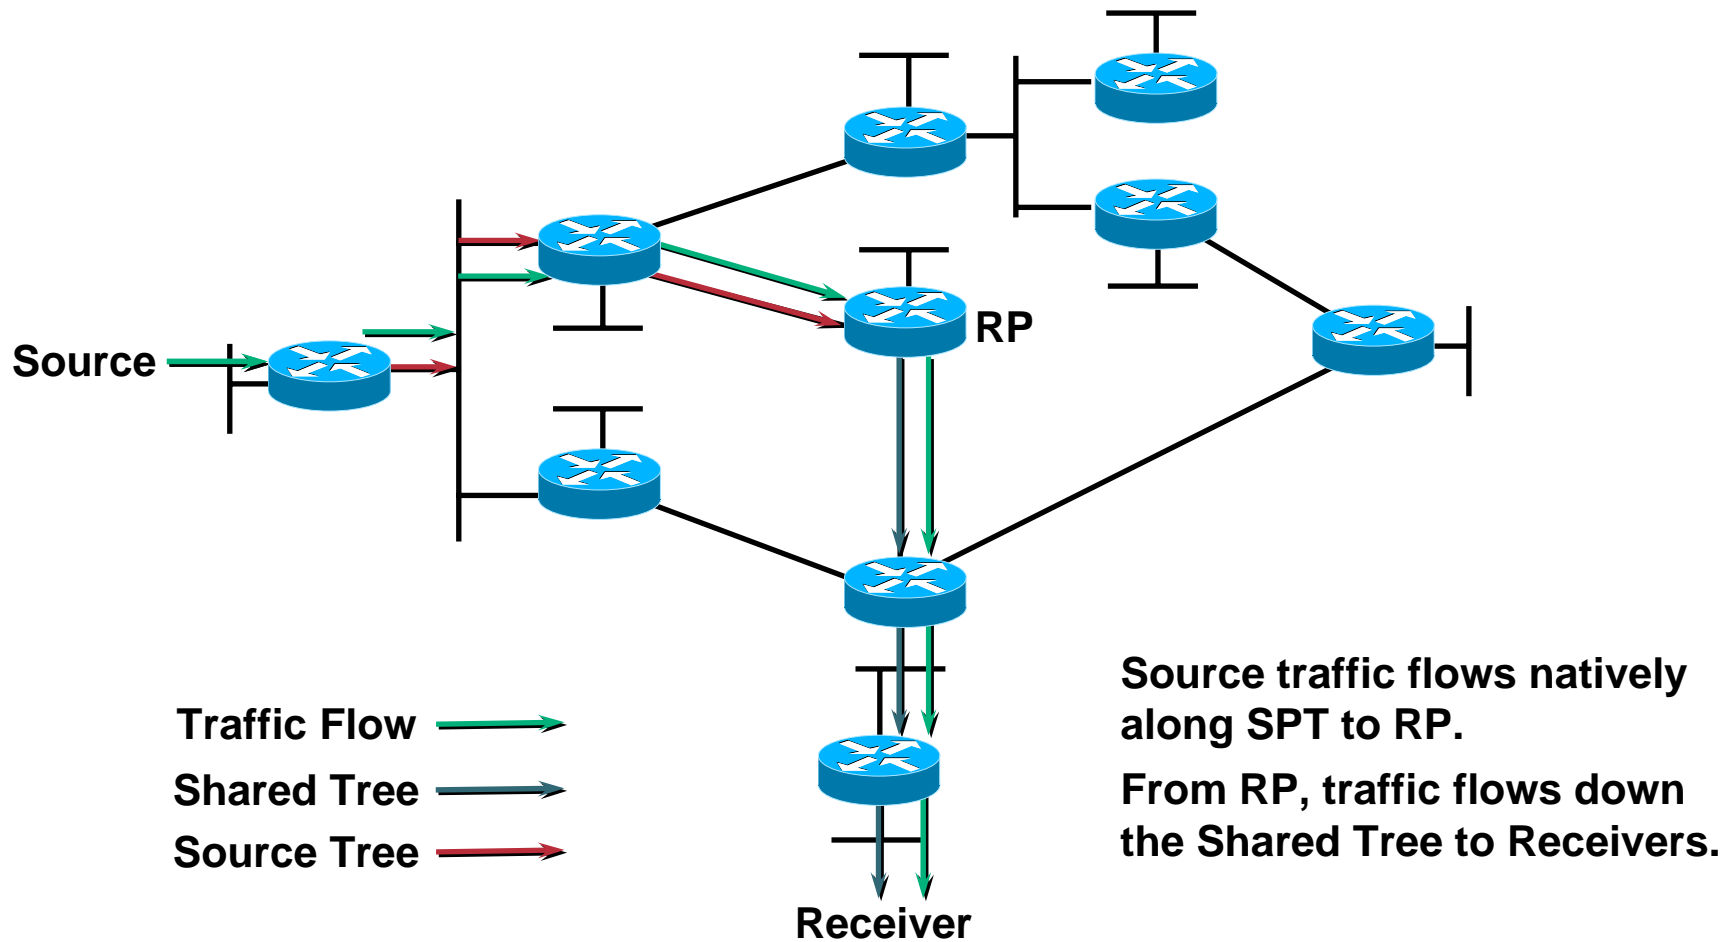 RP
Source
Traffic Flow
Shared Tree
Source Tree
Receiver
Source traffic flows natively
along SPT to RP.
From RP, traffic flows down
the Shared Tree to Receivers.